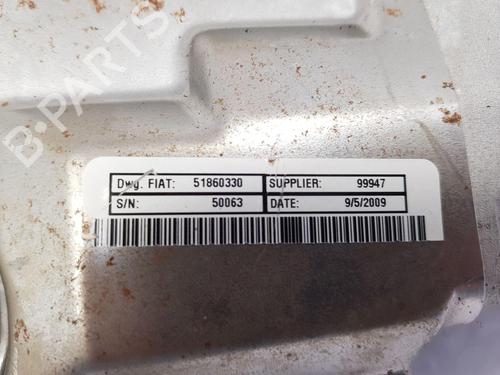 B-PARTS
Dwg. FIAT: 51860330 SUPPLIER: 99947
S/N: 50063 DATE: 9/5/2009